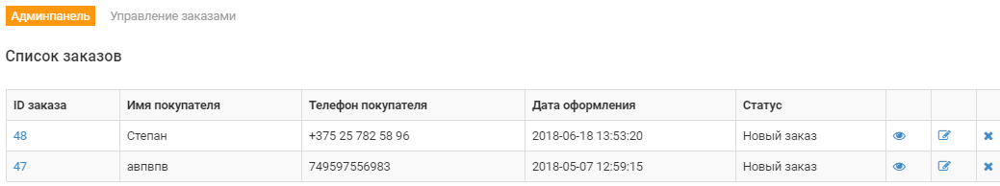 Админпанель Управление заказами
Список заказов
ID заказа Имя покупателя Телефон покупателя Дата оформления Статус
48 Степан +375 25 782 58 96 2018-06-18 13:53:20 Новый заказ
47 авпвпв 749597556983 2018-05-07 12:59:15 Новый заказ